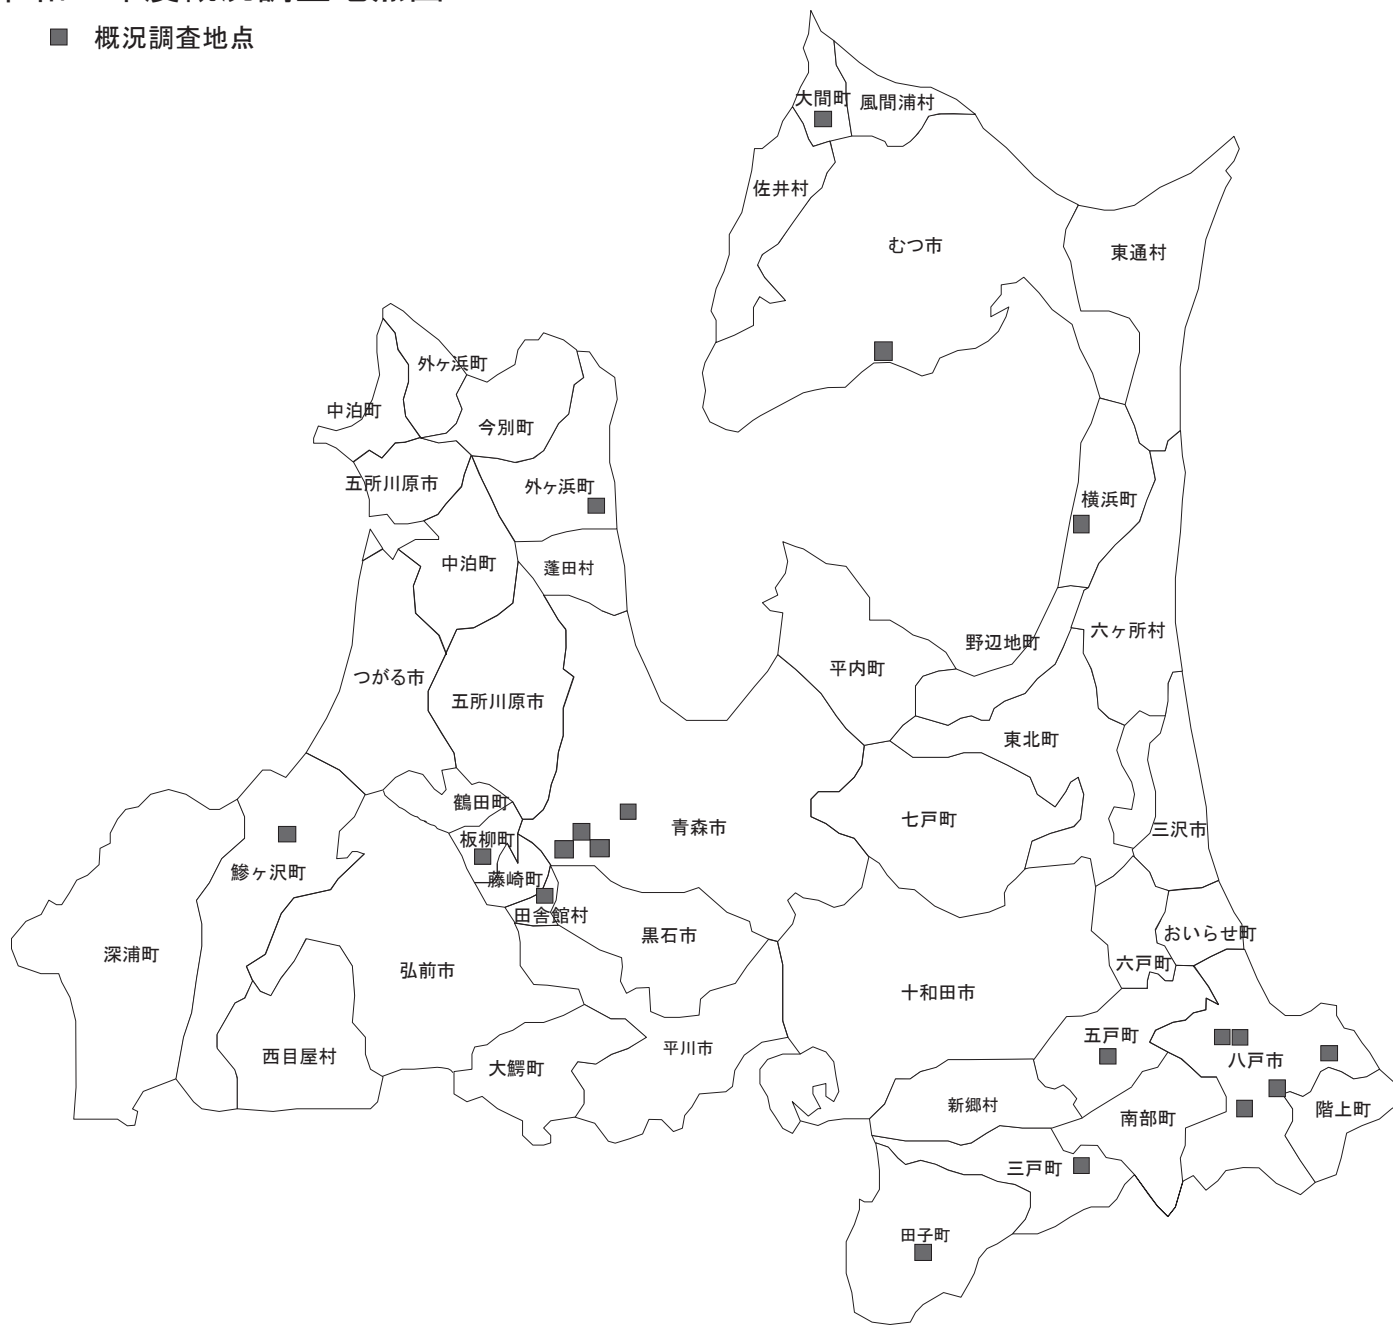 概況調査地点
大間町
風間浦村
佐井村
むつ市
東通村
外ヶ浜町
中泊町
今別町
五所川原市
外ヶ浜町
横浜町
中泊町
蓬田村
六ヶ所村
野辺地町
平内町
つがる市
五所川原市
東北町
鶴田町
七戸町
青森市
三沢市
板柳町
鰺ヶ沢町
藤崎町
田舎館村
黒石市
おいらせ町
深浦町
弘前市
六戸町
十和田市
五戸町
平川市
西目屋村
八戸市
大鰐町
新郷村
階上町
南部町
三戸町
田子町